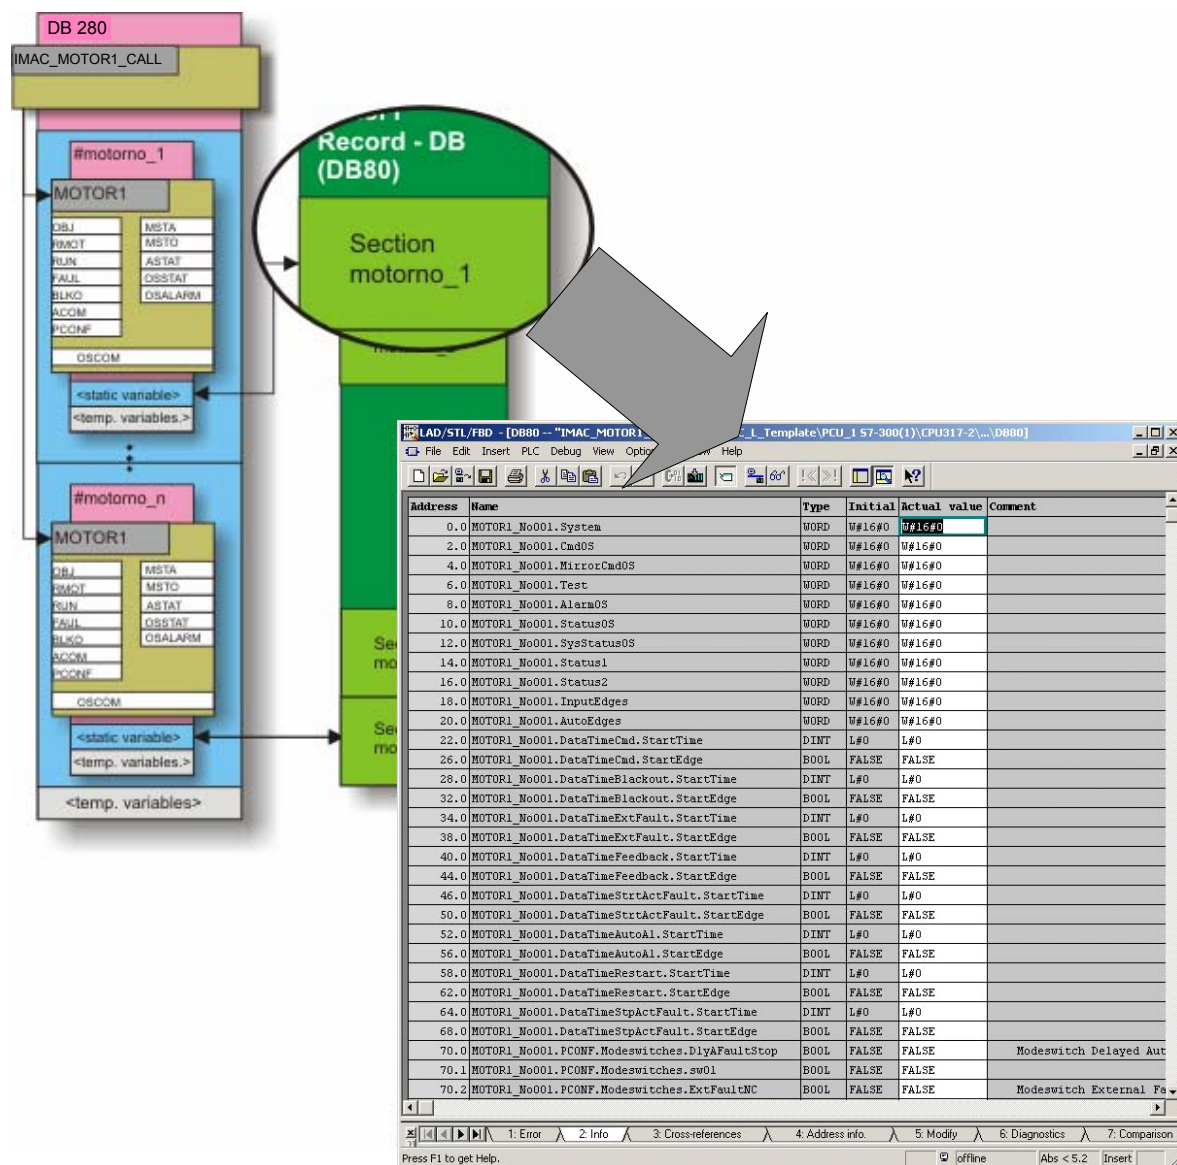 DB 280
IMAC_MOTOR1_CALL
#motorno_1
MOTOR1
OBJ
RMOT
RUN
FAUL
BLKO
ACOM
PCONF
MSTA
MSTO
ASTAT
OSSTAT
OSALARM
OSCOM
<static variable>
<temp. variables.>
#motorno_n
MOTOR1
OBJ
RMOT
RUN
FAUL
BLKO
ACOM
PCONF
MSTA
MSTO
ASTAT
OSSTAT
OSALARM
OSCOM
<static variable>
<temp. variables.>
<temp. variables>
Record - DB
(DB80)
Section
motorno_1
Se
mo
Se
mo
LAD/STL/FBD - [DB80 -- "IMAC_MOTOR1_ C_L_Template\PCU_1 S7-300(1)\CPU317-2\...\DB80]
File Edit Insert PLC Debug View Optio w Help
Address Name Type Initial Actual value Comment
0.0 MOTOR1_No001.System WORD W#16#0 W#16#0
2.0 MOTOR1_No001.CmdOS WORD W#16#0 W#16#0
4.0 MOTOR1_No001.MirrorCmdOS WORD W#16#0 W#16#0
6.0 MOTOR1_No001.Test WORD W#16#0 W#16#0
8.0 MOTOR1_No001.AlarmOS WORD W#16#0 W#16#0
10.0 MOTOR1_No001.StatusOS WORD W#16#0 W#16#0
12.0 MOTOR1_No001.SysStatusOS WORD W#16#0 W#16#0
14.0 MOTOR1_No001.Status1 WORD W#16#0 W#16#0
16.0 MOTOR1_No001.Status2 WORD W#16#0 W#16#0
18.0 MOTOR1_No001.InputEdges WORD W#16#0 W#16#0
20.0 MOTOR1_No001.AutoEdges WORD W#16#0 W#16#0
22.0 MOTOR1_No001.DataTimeCmd.StartTime DINT L#0 L#0
26.0 MOTOR1_No001.DataTimeCmd.StartEdge BOOL FALSE FALSE
28.0 MOTOR1_No001.DataTimeBlackout.StartTime DINT L#0 L#0
32.0 MOTOR1_No001.DataTimeBlackout.StartEdge BOOL FALSE FALSE
34.0 MOTOR1_No001.DataTimeExtFault.StartTime DINT L#0 L#0
38.0 MOTOR1_No001.DataTimeExtFault.StartEdge BOOL FALSE FALSE
40.0 MOTOR1_No001.DataTimeFeedback.StartTime DINT L#0 L#0
44.0 MOTOR1_No001.DataTimeFeedback.StartEdge BOOL FALSE FALSE
46.0 MOTOR1_No001.DataTimeStrtActFault.StartTime DINT L#0 L#0
50.0 MOTOR1_No001.DataTimeStrtActFault.StartEdge BOOL FALSE FALSE
52.0 MOTOR1_No001.DataTimeAutoAl.StartTime DINT L#0 L#0
56.0 MOTOR1_No001.DataTimeAutoAl.StartEdge BOOL FALSE FALSE
58.0 MOTOR1_No001.DataTimeRestart.StartTime DINT L#0 L#0
62.0 MOTOR1_No001.DataTimeRestart.StartEdge BOOL FALSE FALSE
64.0 MOTOR1_No001.DataTimeStpActFault.StartTime DINT L#0 L#0
68.0 MOTOR1_No001.DataTimeStpActFault.StartEdge BOOL FALSE FALSE
70.0 MOTOR1_No001.PCONF.Modeswitches.DlyAFaultStop BOOL FALSE FALSE Modeswitch Delayed Aut
70.1 MOTOR1_No001.PCONF.Modeswitches.sw01 BOOL FALSE FALSE
70.2 MOTOR1_No001.PCONF.Modeswitches.ExtFaultNC BOOL FALSE FALSE Modeswitch External Fa
1: Error 2: Info 3: Cross-references 4: Address info. 5: Modify 6: Diagnostics 7: Comparison
Press F1 to get Help. offline Abs < 5.2 Insert